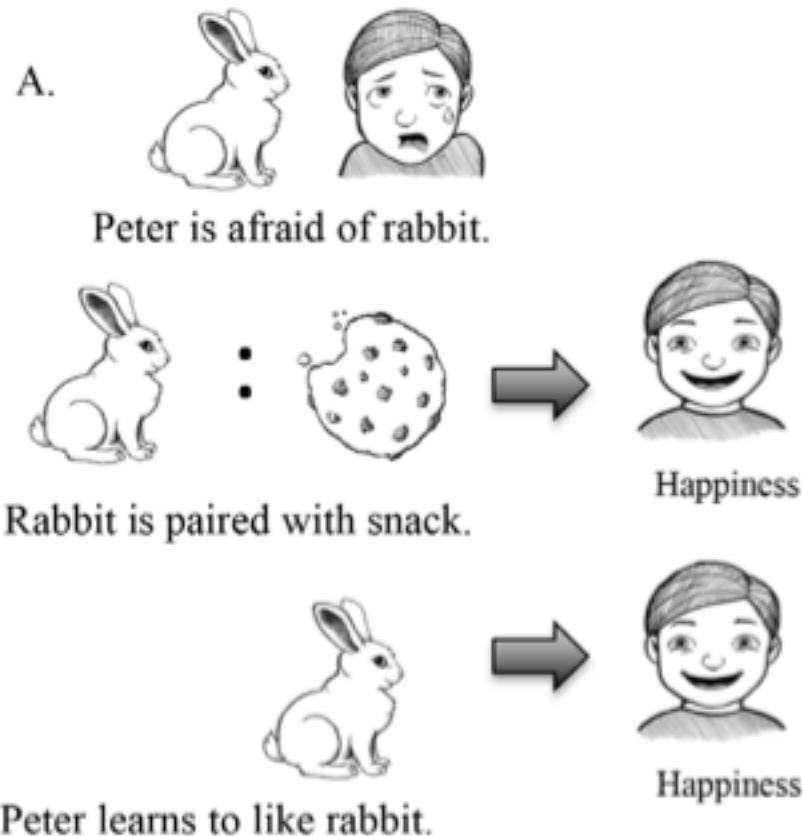 A.
Peter is afraid of rabbit.
:
Happiness
Rabbit is paired with snack.
Happiness
Peter learns to like rabbit.